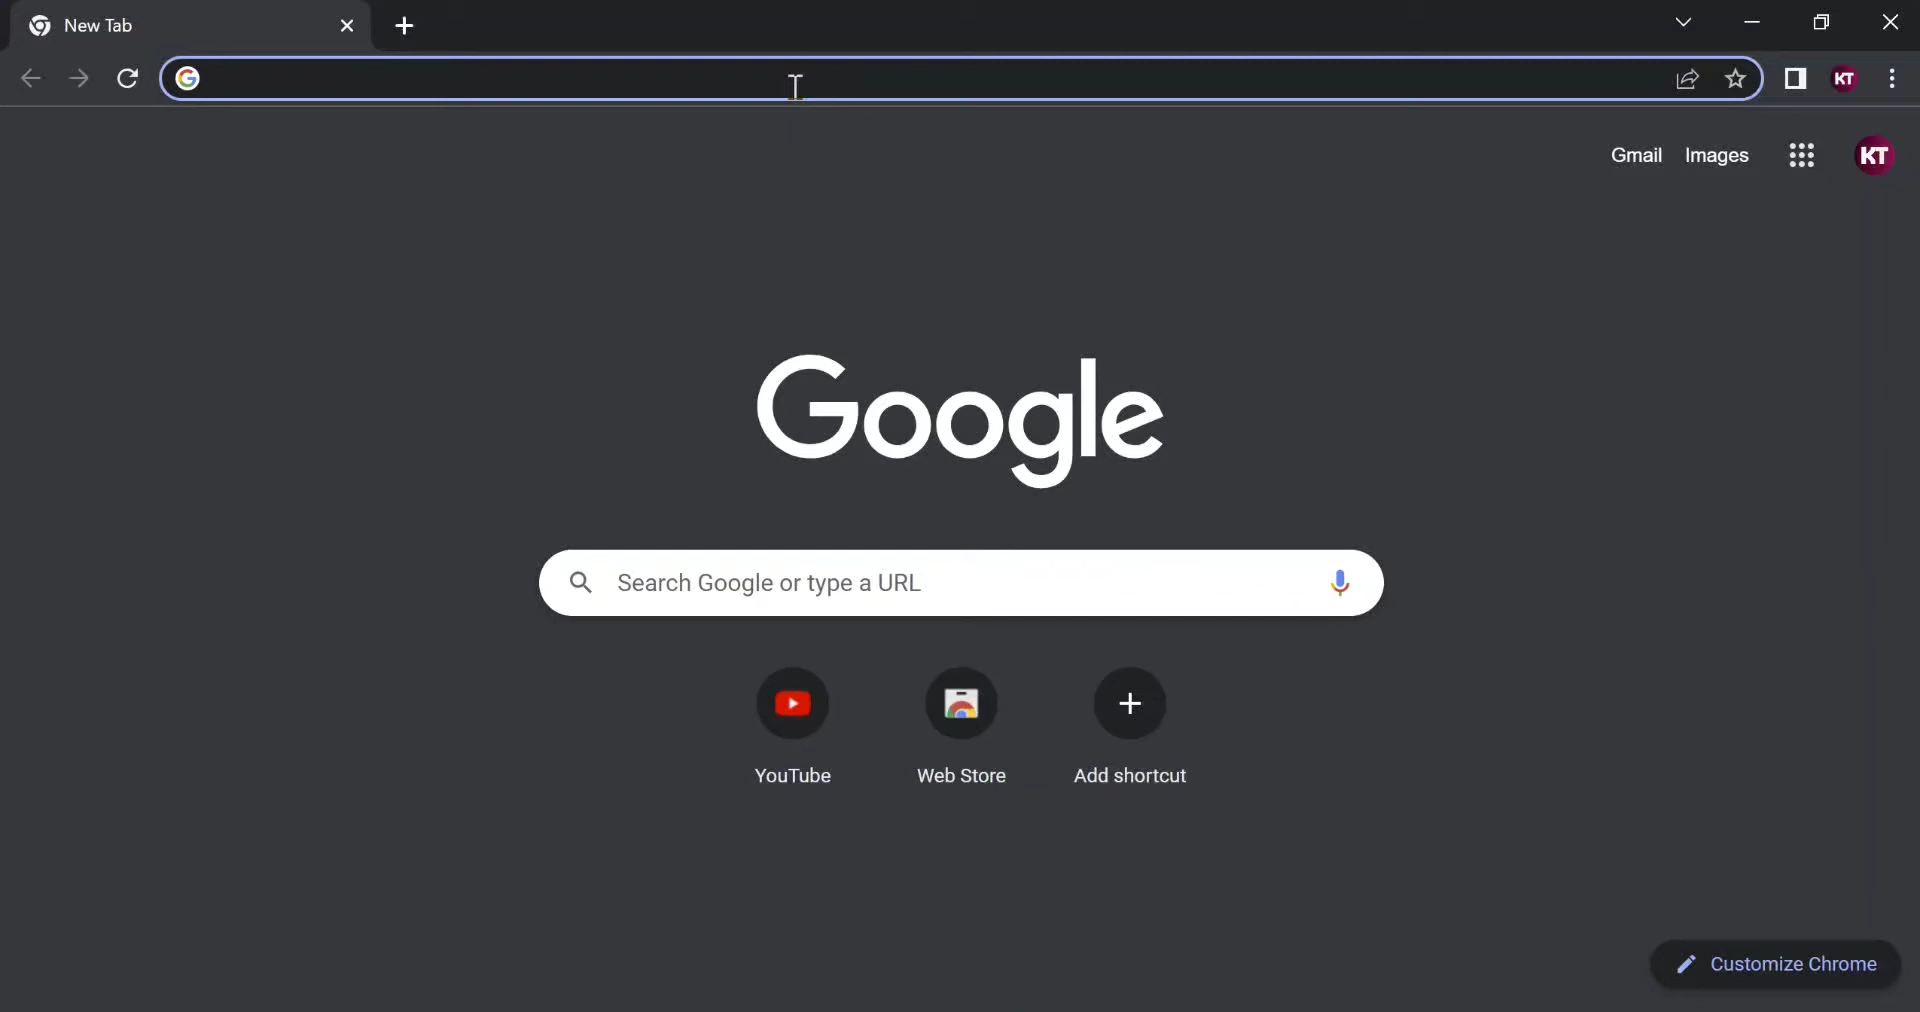 New Tab
KT
Gmail Images KT
Google
Search Google or type a URL
YouTube Web Store Add shortcut
Customize Chrome